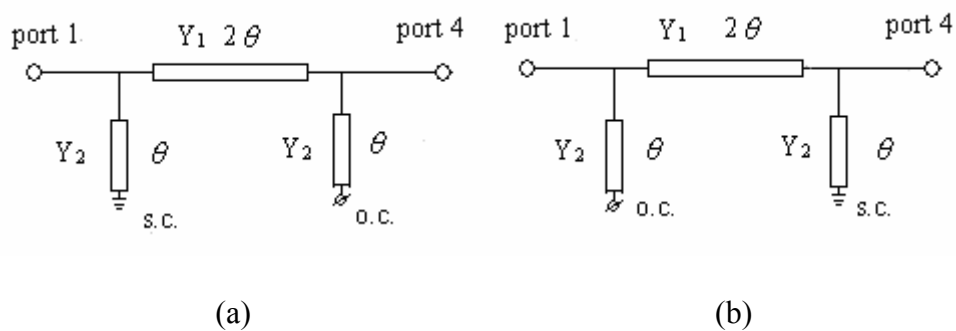 port 1 Y₁ 2θ port 4
Y₂ θ Y₂ θ
s.c. o.c.
(a)
port 1 Y₁ 2θ port 4
Y₂ θ Y₂ θ
o.c. s.c.
(b)